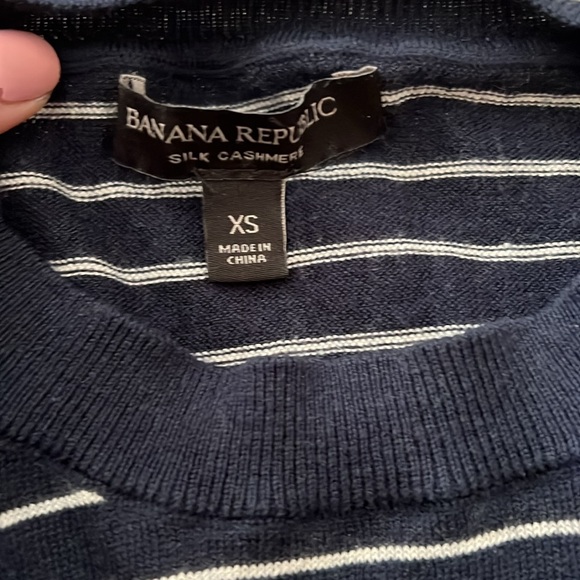 BANANA REPUBLIC
SILK CASHMERE
XS
MADE IN
CHINA